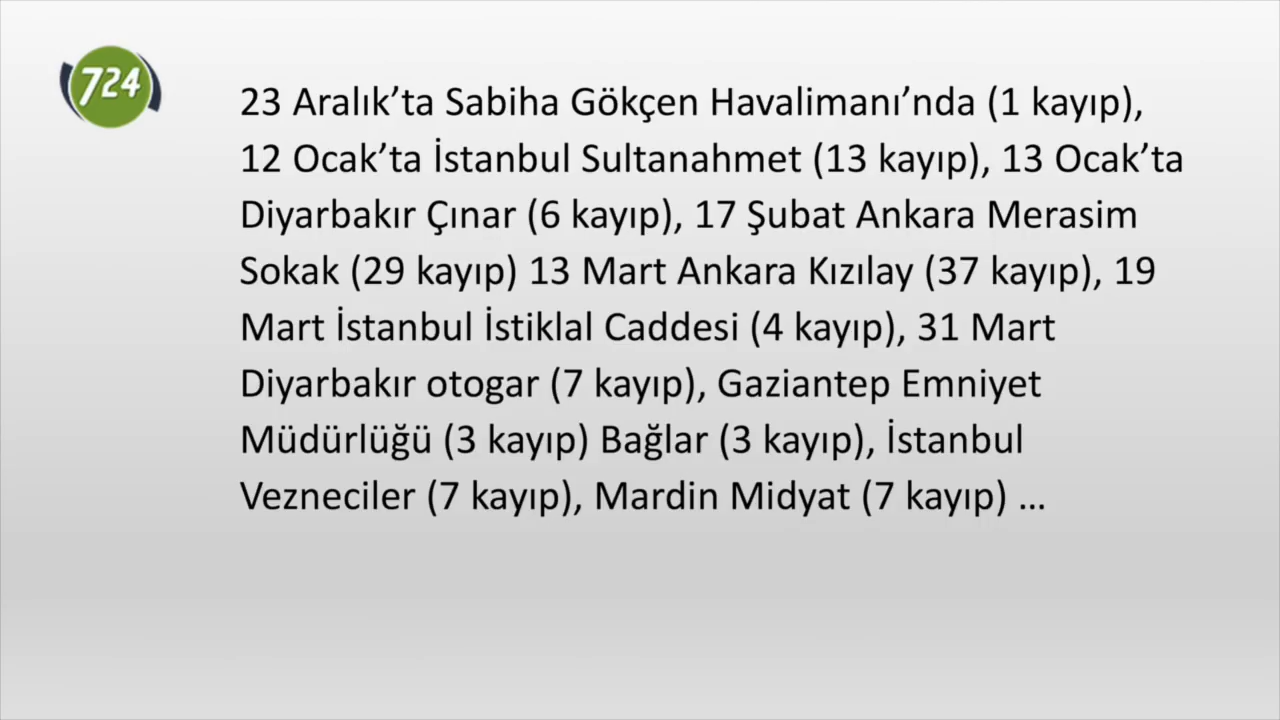 724
23 Aralık’ta Sabiha Gökçen Havalimanı’nda (1 kayıp),
12 Ocak’ta İstanbul Sultanahmet (13 kayıp), 13 Ocak’ta
Diyarbakır Çınar (6 kayıp), 17 Şubat Ankara Merasim
Sokak (29 kayıp) 13 Mart Ankara Kızılay (37 kayıp), 19
Mart İstanbul İstiklal Caddesi (4 kayıp), 31 Mart
Diyarbakır otogar (7 kayıp), Gaziantep Emniyet
Müdürlüğü (3 kayıp) Bağlar (3 kayıp), İstanbul
Vezneciler (7 kayıp), Mardin Midyat (7 kayıp) …